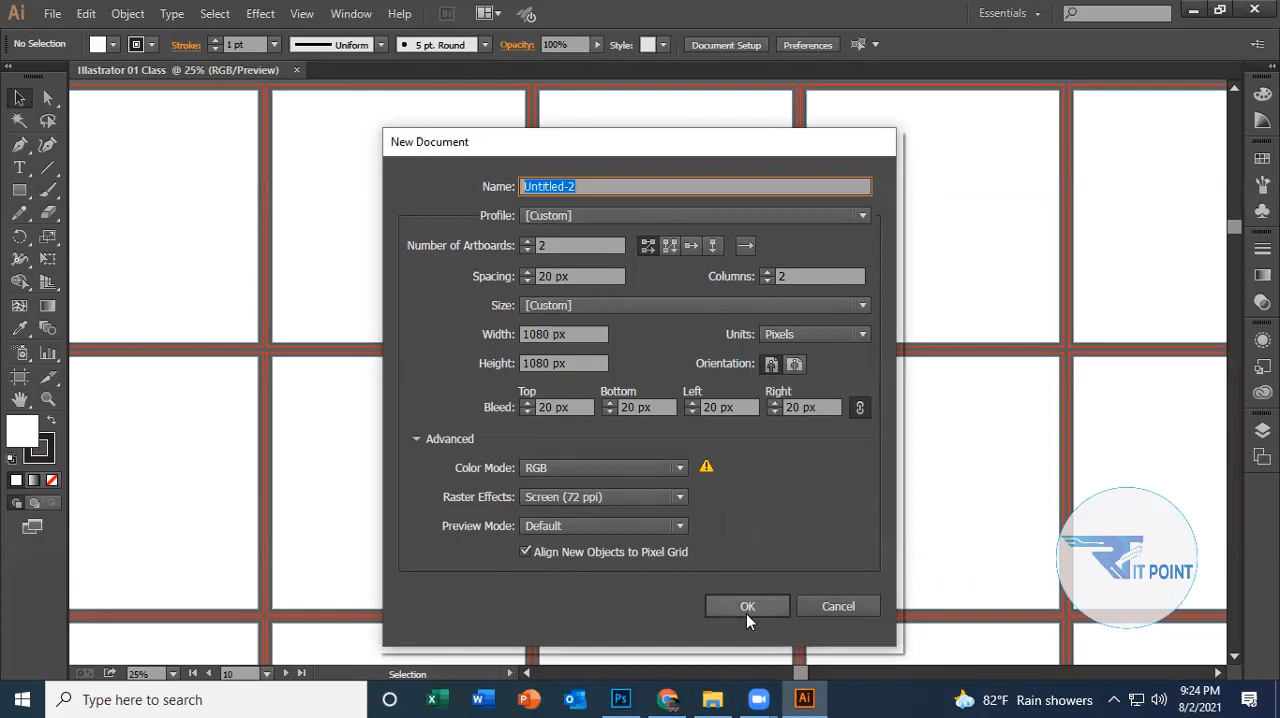 Ai File Edit Object Type Select Effect View Window Help Br Essentials
No Selection Stroke: 1 pt Uniform 5 pt. Round Opacity: 100% Style: Document Setup Preferences
Illustrator 01 Class @ 25% (RGB/Preview) ×
New Document
Name: Untitled-2
Profile: [Custom]
Number of Artboards: 2
Spacing: 20 px Columns: 2
Size: [Custom]
Width: 1080 px Units: Pixels
Height: 1080 px Orientation:
Top Bottom Left Right
Bleed: 20 px 20 px 20 px 20 px
Advanced
Color Mode: RGB
Raster Effects: Screen (72 ppi)
Preview Mode: Default
Align New Objects to Pixel Grid
OK Cancel
IT POINT
25% 10 Selection
Type here to search 82°F Rain showers 9:24 PM
8/2/2021